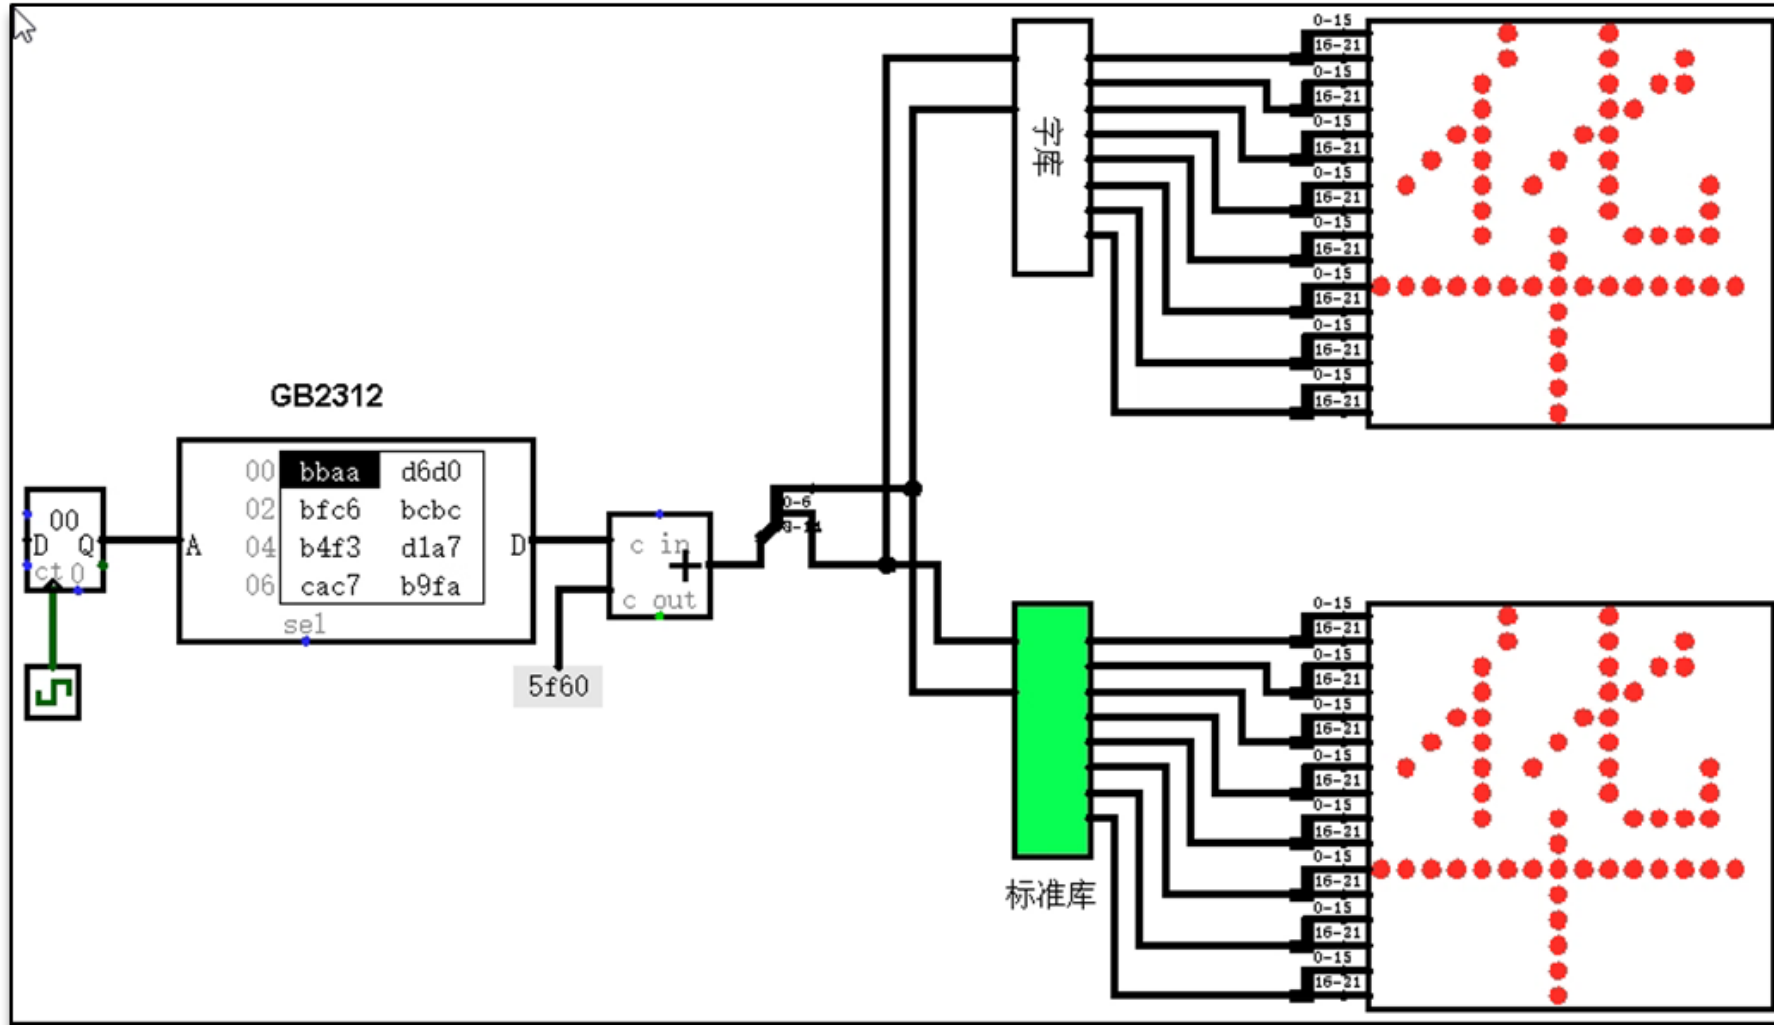 GB2312
00
D Q
ct 0
A
00 bbaa d6d0
02 bfc6 bcbc
04 b4f3 d1a7
06 cac7 b9fa
D
sel
c in
+
c out
5f60
0-6
8-14
字库
0-15
16-21
0-15
16-21
0-15
16-21
0-15
16-21
0-15
16-21
0-15
16-21
0-15
16-21
0-15
16-21
华
标准库
0-15
16-21
0-15
16-21
0-15
16-21
0-15
16-21
0-15
16-21
0-15
16-21
0-15
16-21
0-15
16-21
华